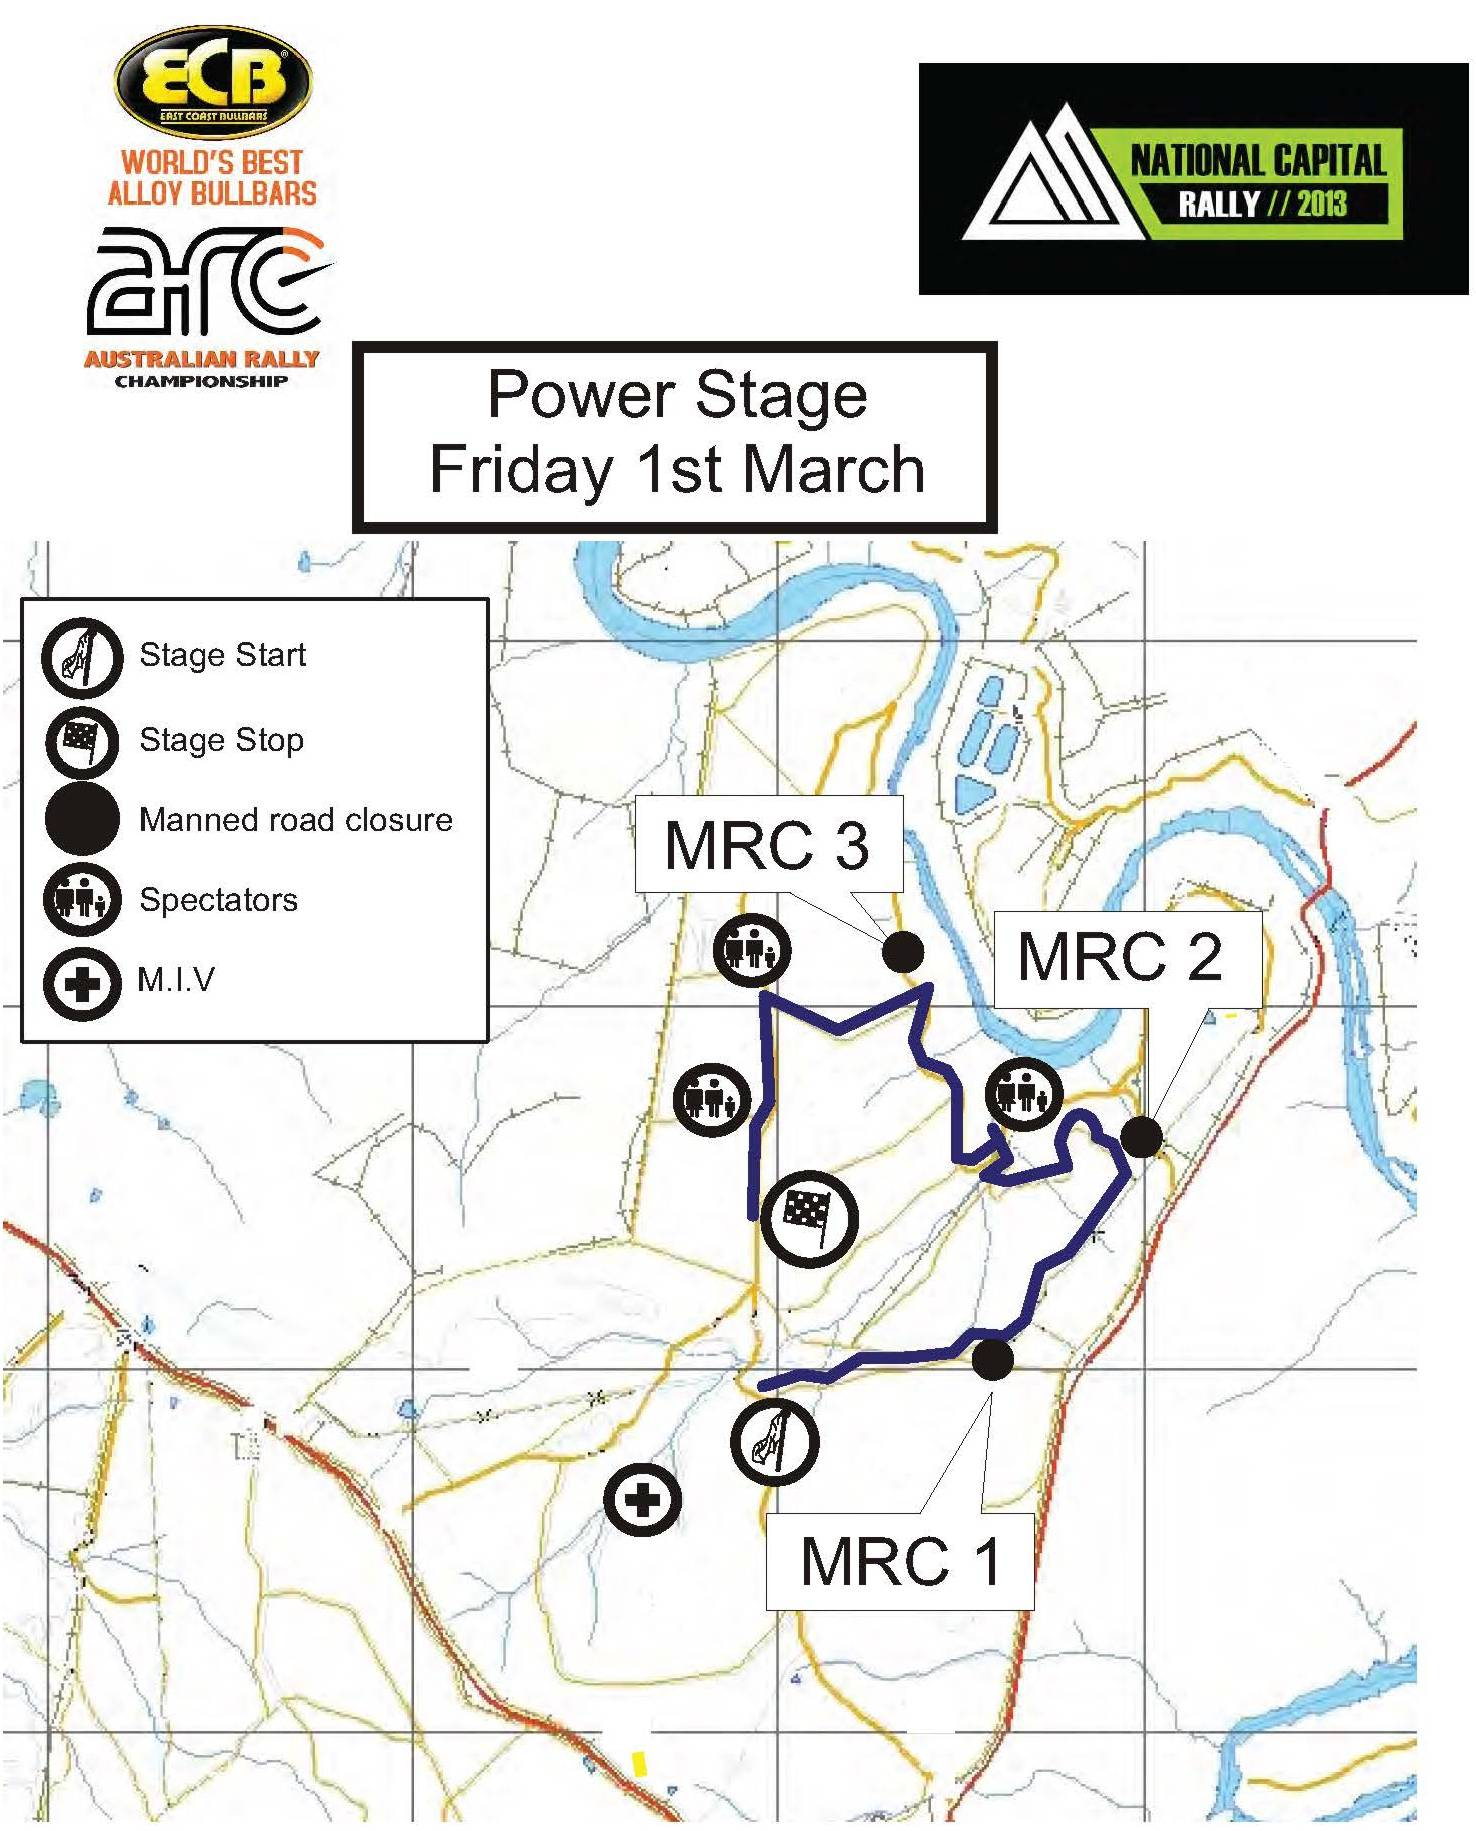 ECB®
EAST COAST BULLBARS
WORLD'S BEST
ALLOY BULLBARS
arc
AUSTRALIAN RALLY
CHAMPIONSHIP
NATIONAL CAPITAL
RALLY // 2013
Power Stage
Friday 1st March
Stage Start
Stage Stop
Manned road closure
Spectators
M.I.V
MRC 3
MRC 2
MRC 1